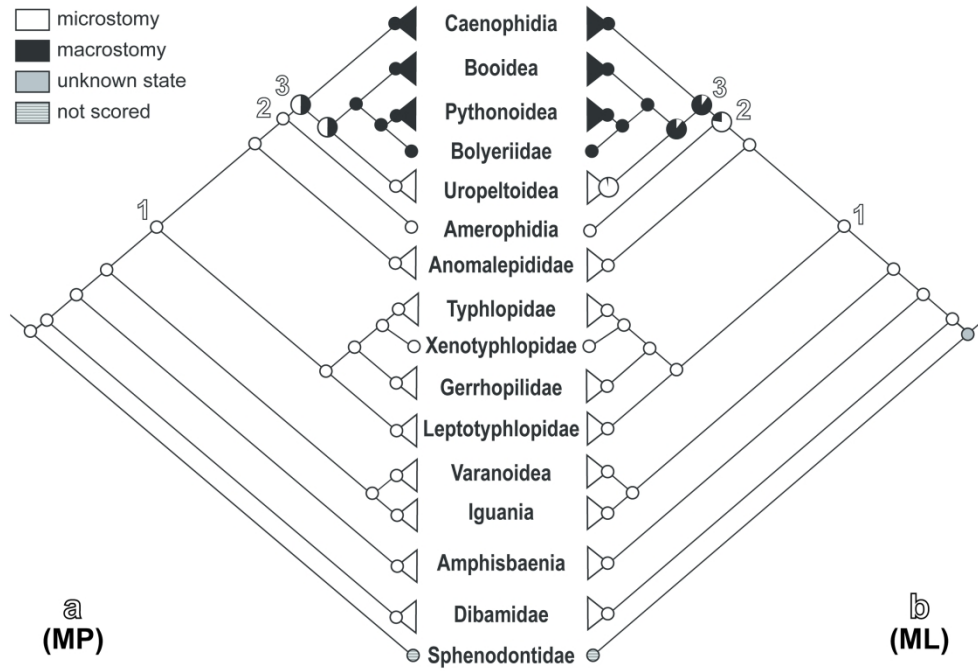 microstomy
macrostomy
unknown state
not scored
Caenophidia
Booidea
Pythonoidea
Bolyeriidae
Uropeltoidea
Amerophidia
Anomalepididae
Typhlopidae
Xenotyphlopidae
Gerrhopilidae
Leptotyphlopidae
Varanoidea
Iguania
Amphisbaenia
Dibamidae
Sphenodontidae
3
2
1
3
2
1
a
(MP)
b
(ML)